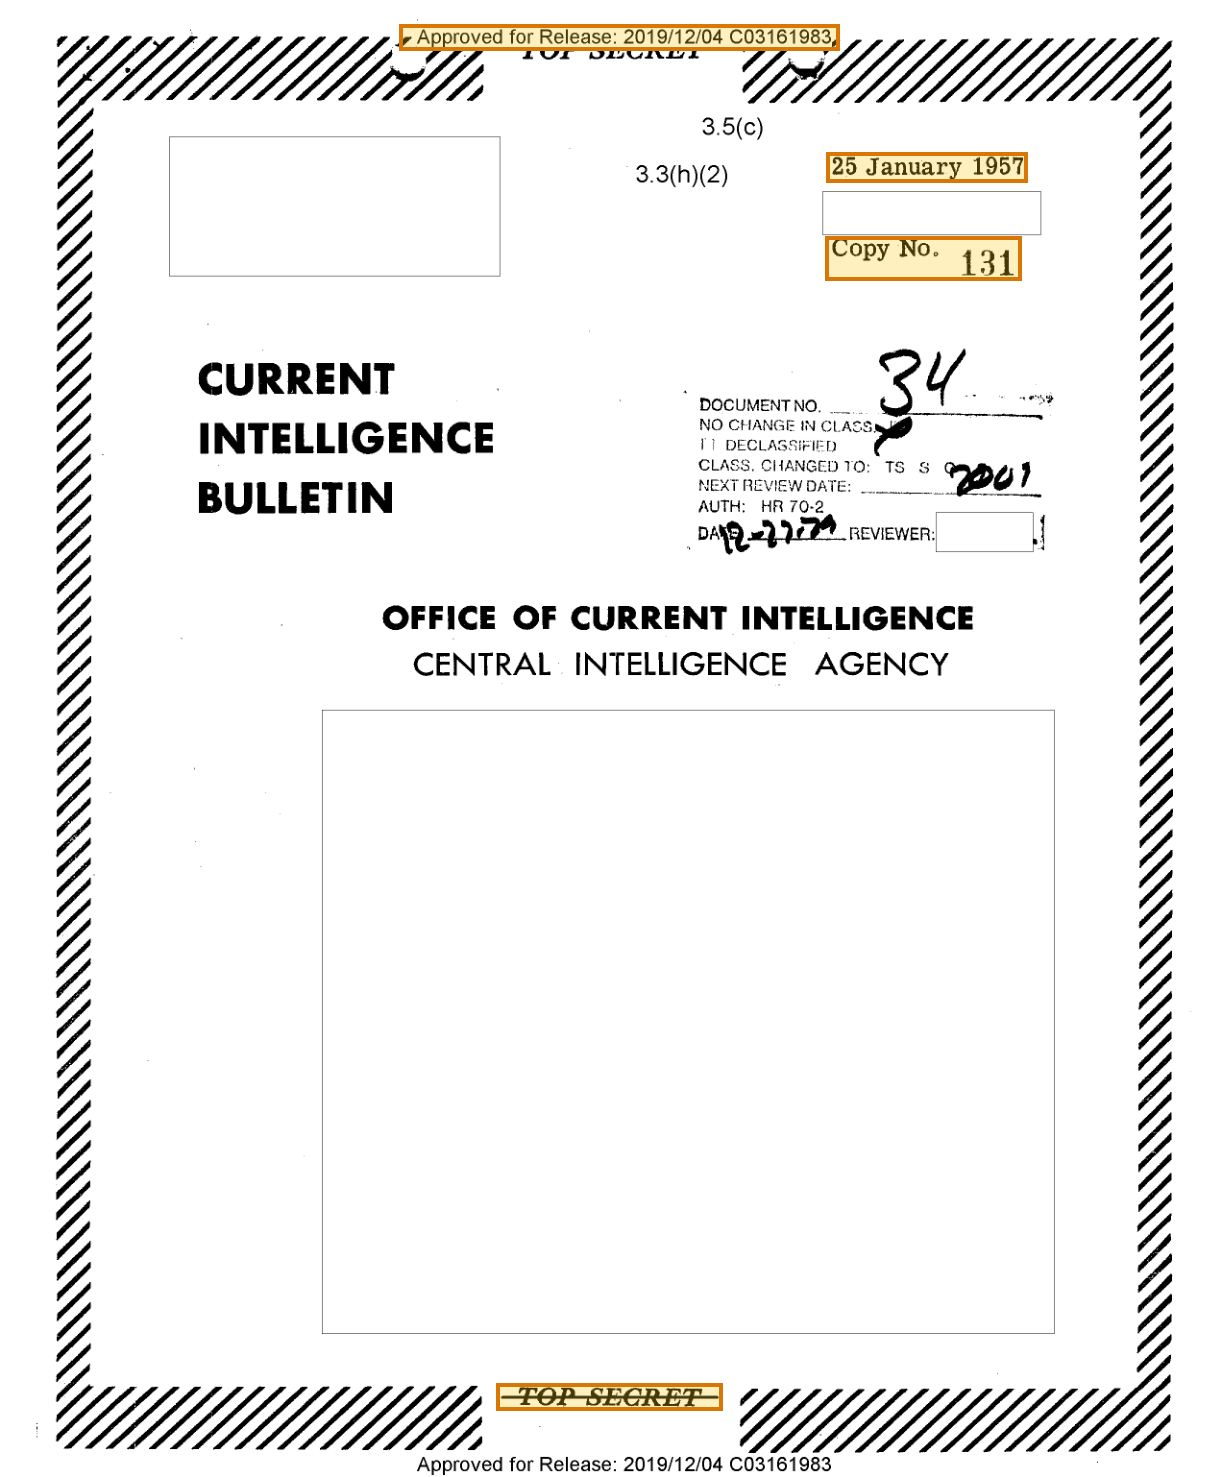 Approved for Release: 2019/12/04 C03161983
TOP SECRET
3.5(c)
3.3(h)(2)
25 January 1957
Copy No. 131
CURRENT
INTELLIGENCE
BULLETIN
DOCUMENT NO. 34
NO CHANGE IN CLASS.
DECLASSIFIED
CLASS. CHANGED TO: TS S
NEXT REVIEW DATE: 2001
AUTH: HR 70-2
REVIEWER:
OFFICE OF CURRENT INTELLIGENCE
CENTRAL INTELLIGENCE AGENCY
TOP SECRET
Approved for Release: 2019/12/04 C03161983